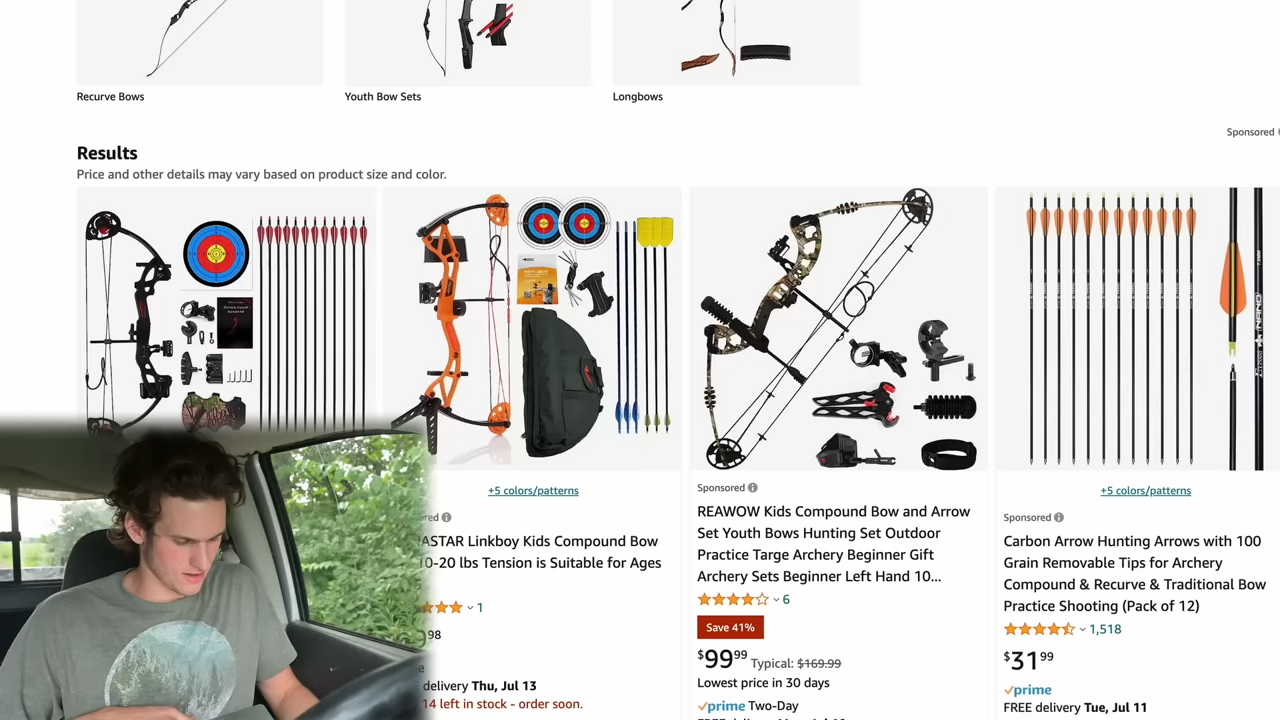 Recurve Bows
Youth Bow Sets
Longbows
Sponsored
Results
Price and other details may vary based on product size and color.
+5 colors/patterns
Sponsored
REAWOW Kids Compound Bow and Arrow
Set Youth Bows Hunting Set Outdoor
Practice Targe Archery Beginner Gift
Archery Sets Beginner Left Hand 10...
6
Save 41%
$99 99 Typical: $169.99
Lowest price in 30 days
prime Two-Day
+5 colors/patterns
Sponsored
Carbon Arrow Hunting Arrows with 100
Grain Removable Tips for Archery
Compound & Recurve & Traditional Bow
Practice Shooting (Pack of 12)
1,518
$31 99
prime
FREE delivery Tue, Jul 11
Linkboy Kids Compound Bow
10-20 lbs Tension is Suitable for Ages
1
98
delivery Thu, Jul 13
14 left in stock - order soon.